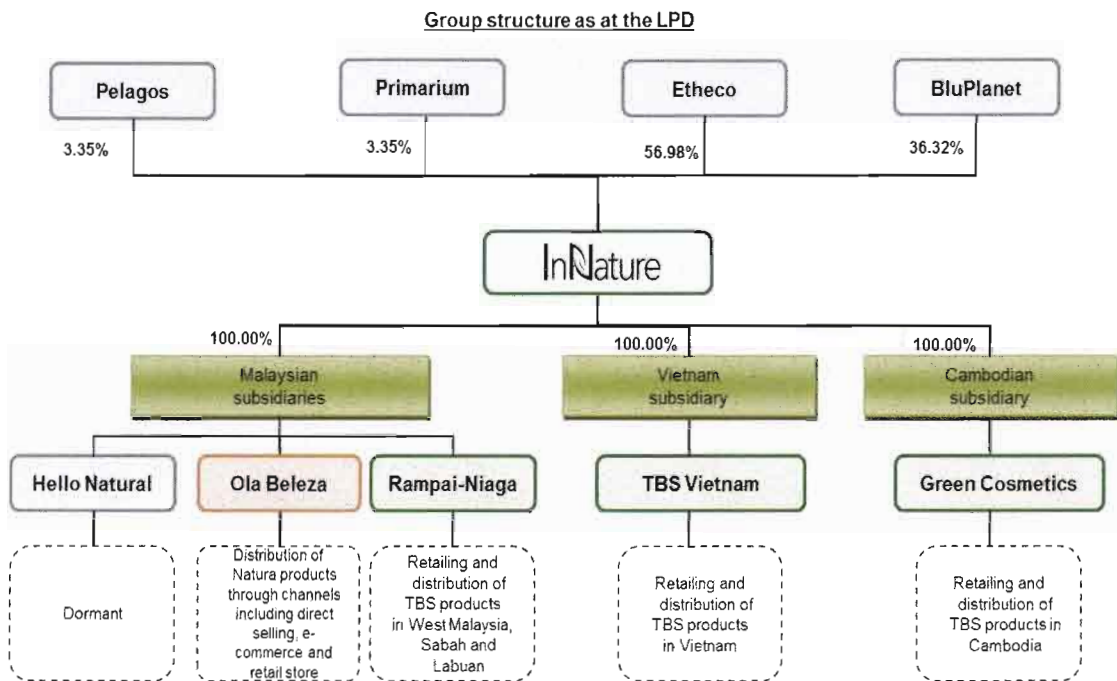 Group structure as at the LPD
Pelagos
Primarium
Etheco
BluPlanet
3.35%
3.35%
56.98%
36.32%
InNature
100.00%
100.00%
100.00%
Malaysian
subsidiaries
Vietnam
subsidiary
Cambodian
subsidiary
Hello Natural
Ola Beleza
Rampai-Niaga
TBS Vietnam
Green Cosmetics
Dormant
Distribution of
Natura products
through channels
including direct
selling, e-
commerce and
retail store
Retailing and
distribution of
TBS products
in West Malaysia,
Sabah and
Labuan
Retailing and
distribution of
TBS products
in Vietnam
Retailing and
distribution of
TBS products in
Cambodia